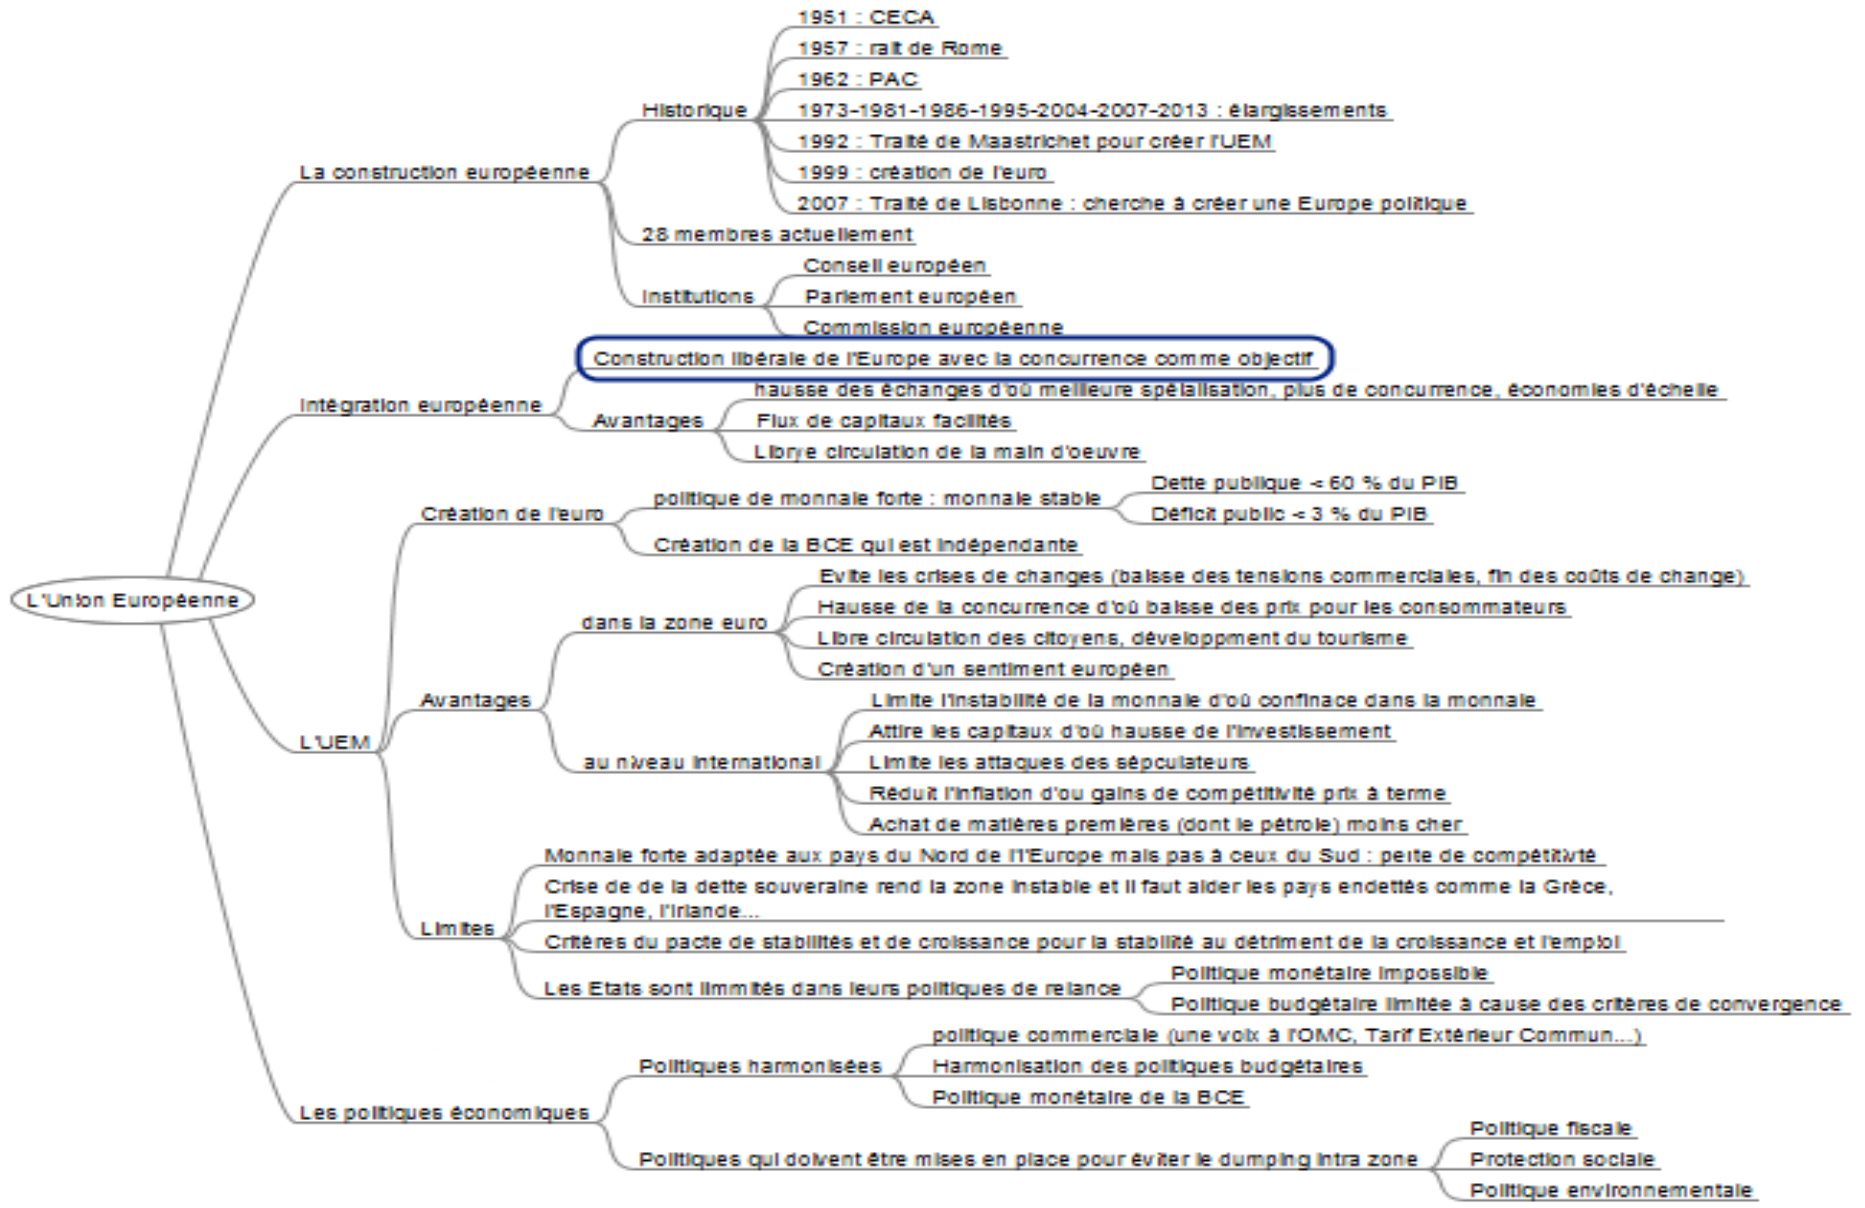 L'Union Européenne
La construction européenne
Historique
1951 : CECA
1957 : rait de Rome
1962 : PAC
1973-1981-1986-1995-2004-2007-2013 : élargissements
1992 : Traité de Maastrichet pour créer l'UEM
1999 : création de l'euro
2007 : Traité de Lisbonne : cherche à créer une Europe politique
28 membres actuellement
Institutions
Conseil européen
Parlement européen
Commission européenne
Intégration européenne
Construction libérale de l'Europe avec la concurrence comme objectif
Avantages
hausse des échanges d'où meilleure spéialisation, plus de concurrence, économies d'échelle
Flux de capitaux facilités
Librye circulation de la main d'oeuvre
L'UEM
Création de l'euro
politique de monnaie forte : monnaie stable
Dette publique < 60 % du PIB
Déficit public < 3 % du PIB
Création de la BCE qui est indépendante
Avantages
dans la zone euro
Evite les crises de changes (baisse des tensions commerciales, fin des coûts de change)
Hausse de la concurrence d'où baisse des prix pour les consommateurs
Libre circulation des citoyens, développment du tourisme
Création d'un sentiment européen
au niveau international
Limite l'instabilité de la monnaie d'où confinace dans la monnaie
Attire les capitaux d'où hausse de l'investissement
Limite les attaques des sépculateurs
Réduit l'inflation d'ou gains de compétitivité prix à terme
Achat de matières premières (dont le pétrole) moins cher
Limites
Monnaie forte adaptée aux pays du Nord de l'l'Europe mais pas à ceux du Sud : perte de compétitivté
Crise de de la dette souveraine rend la zone instable et il faut aider les pays endettés comme la Grèce,
l'Espagne, l'Irlande...
Critères du pacte de stabilités et de croissance pour la stabilité au détriment de la croissance et l'emploi
Les Etats sont limmités dans leurs politiques de relance
Politique monétaire impossible
Politique budgétaire limitée à cause des critères de convergence
Les politiques économiques
Politiques harmonisées
politique commerciale (une voix à l'OMC, Tarif Extérieur Commun...)
Harmonisation des politiques budgétaires
Politique monétaire de la BCE
Politiques qui doivent être mises en place pour éviter le dumping intra zone
Politique fiscale
Protection sociale
Politique environnementale